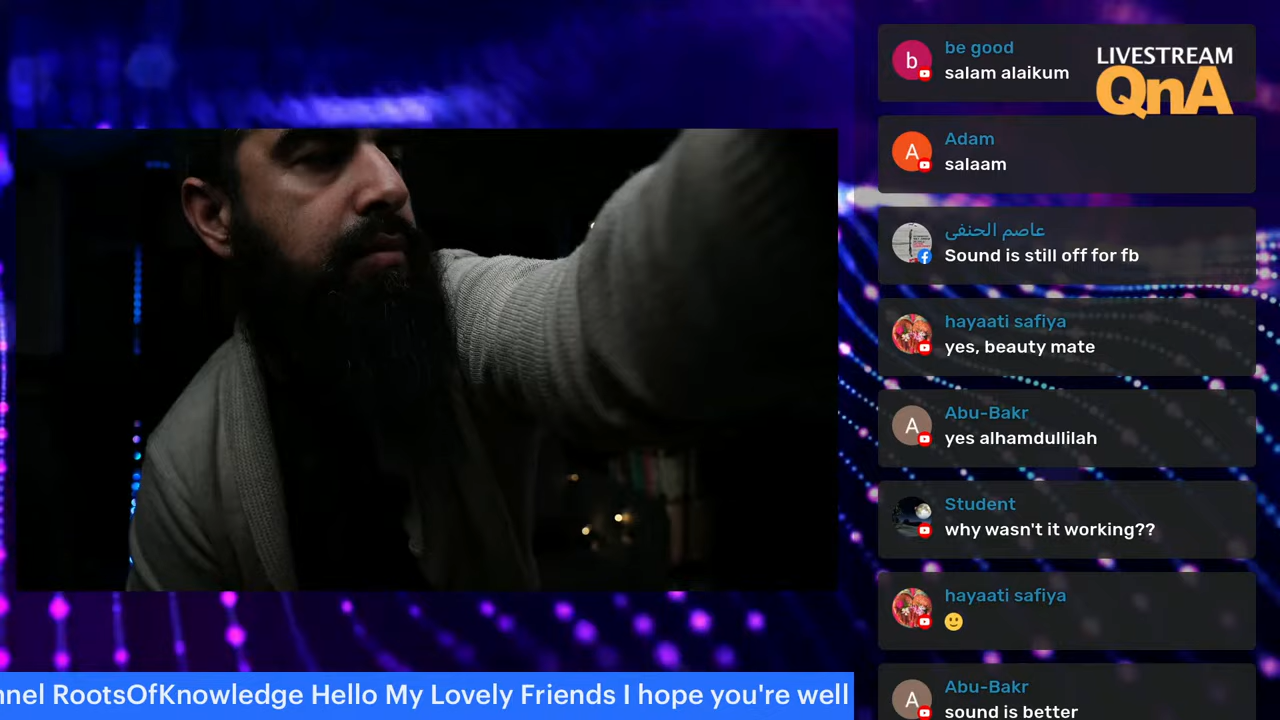 be good
salam alaikum
LIVESTREAM
QnA
Adam
salaam
عاصم الحنفی
Sound is still off for fb
hayaati safiya
yes, beauty mate
Abu-Bakr
yes alhamdullilah
Student
why wasn't it working??
hayaati safiya
🙂
Abu-Bakr
sound is better
b
A
A
A
nnel RootsOfKnowledge Hello My Lovely Friends I hope you're well